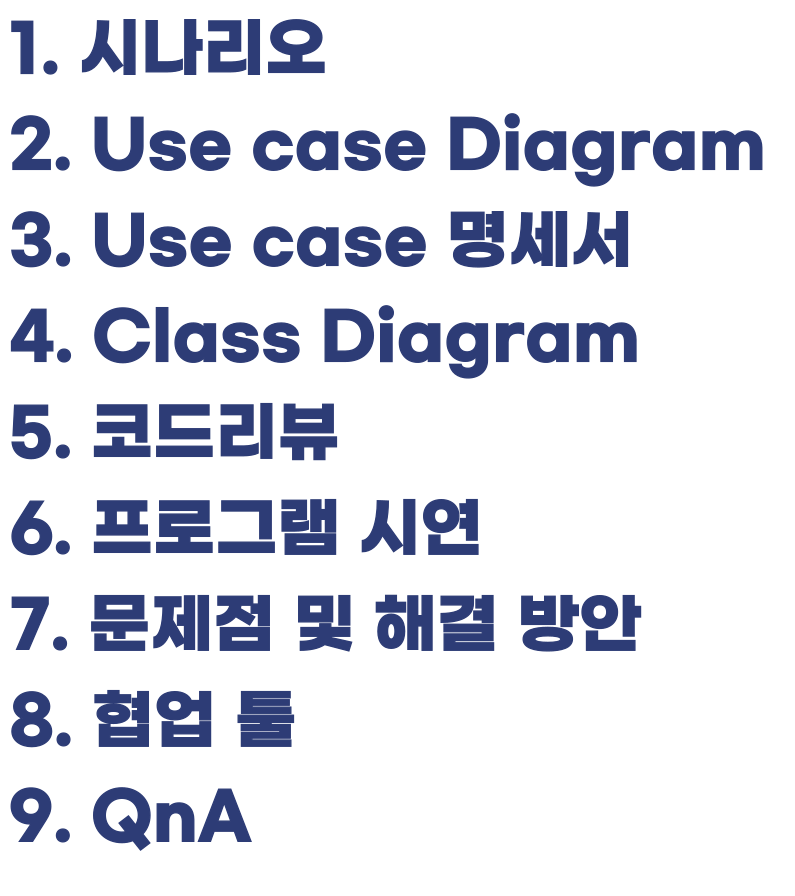 1. 시나리오
2. Use case Diagram
3. Use case 명세서
4. Class Diagram
5. 코드리뷰
6. 프로그램 시연
7. 문제점 및 해결 방안
8. 협업 툴
9. QnA